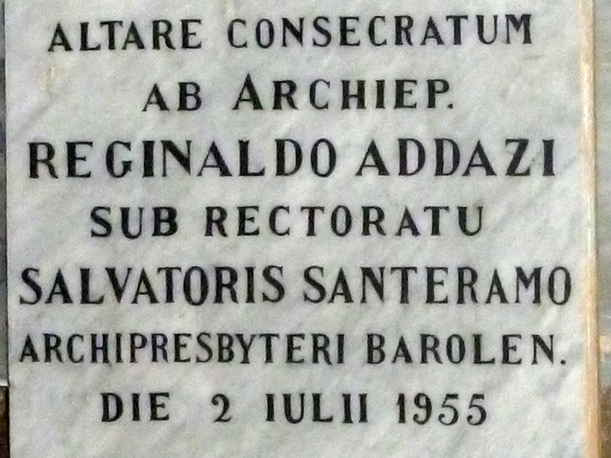 ALTARE CONSECRATUM
AB ARCHIEP.
REGINALDO ADDAZI
SUB RECTORATU
SALVATORIS SANTERAMO
ARCHIPRESBYTERI BAROLEN.
DIE 2 IULII 1955